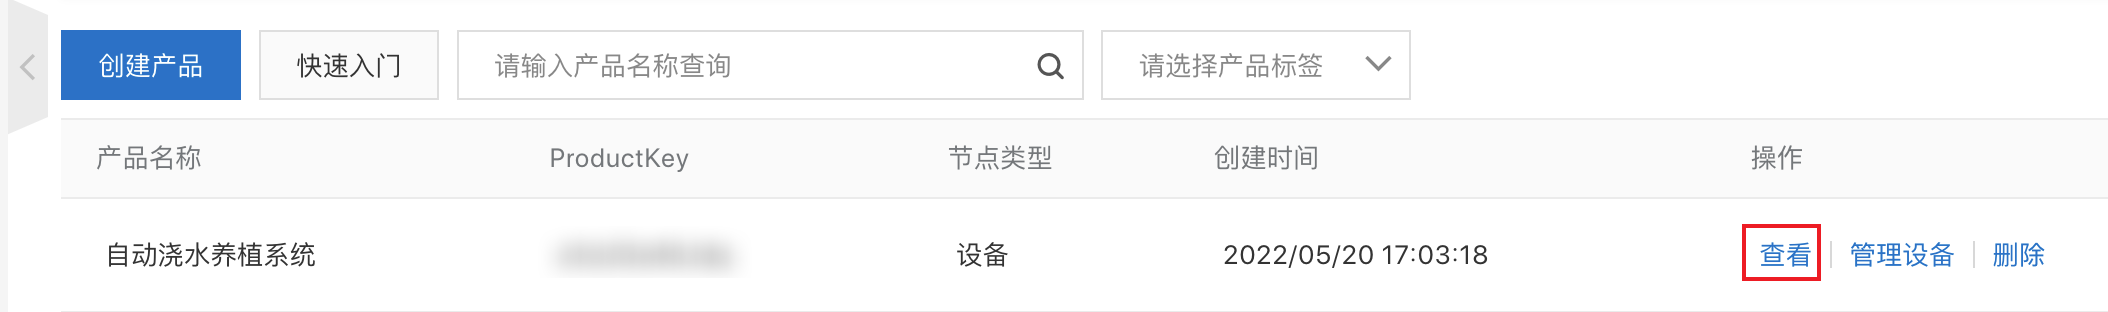 创建产品 快速入门 请输入产品名称查询 请选择产品标签
产品名称 ProductKey 节点类型 创建时间 操作
自动浇水养植系统 设备 2022/05/20 17:03:18 查看 管理设备 删除